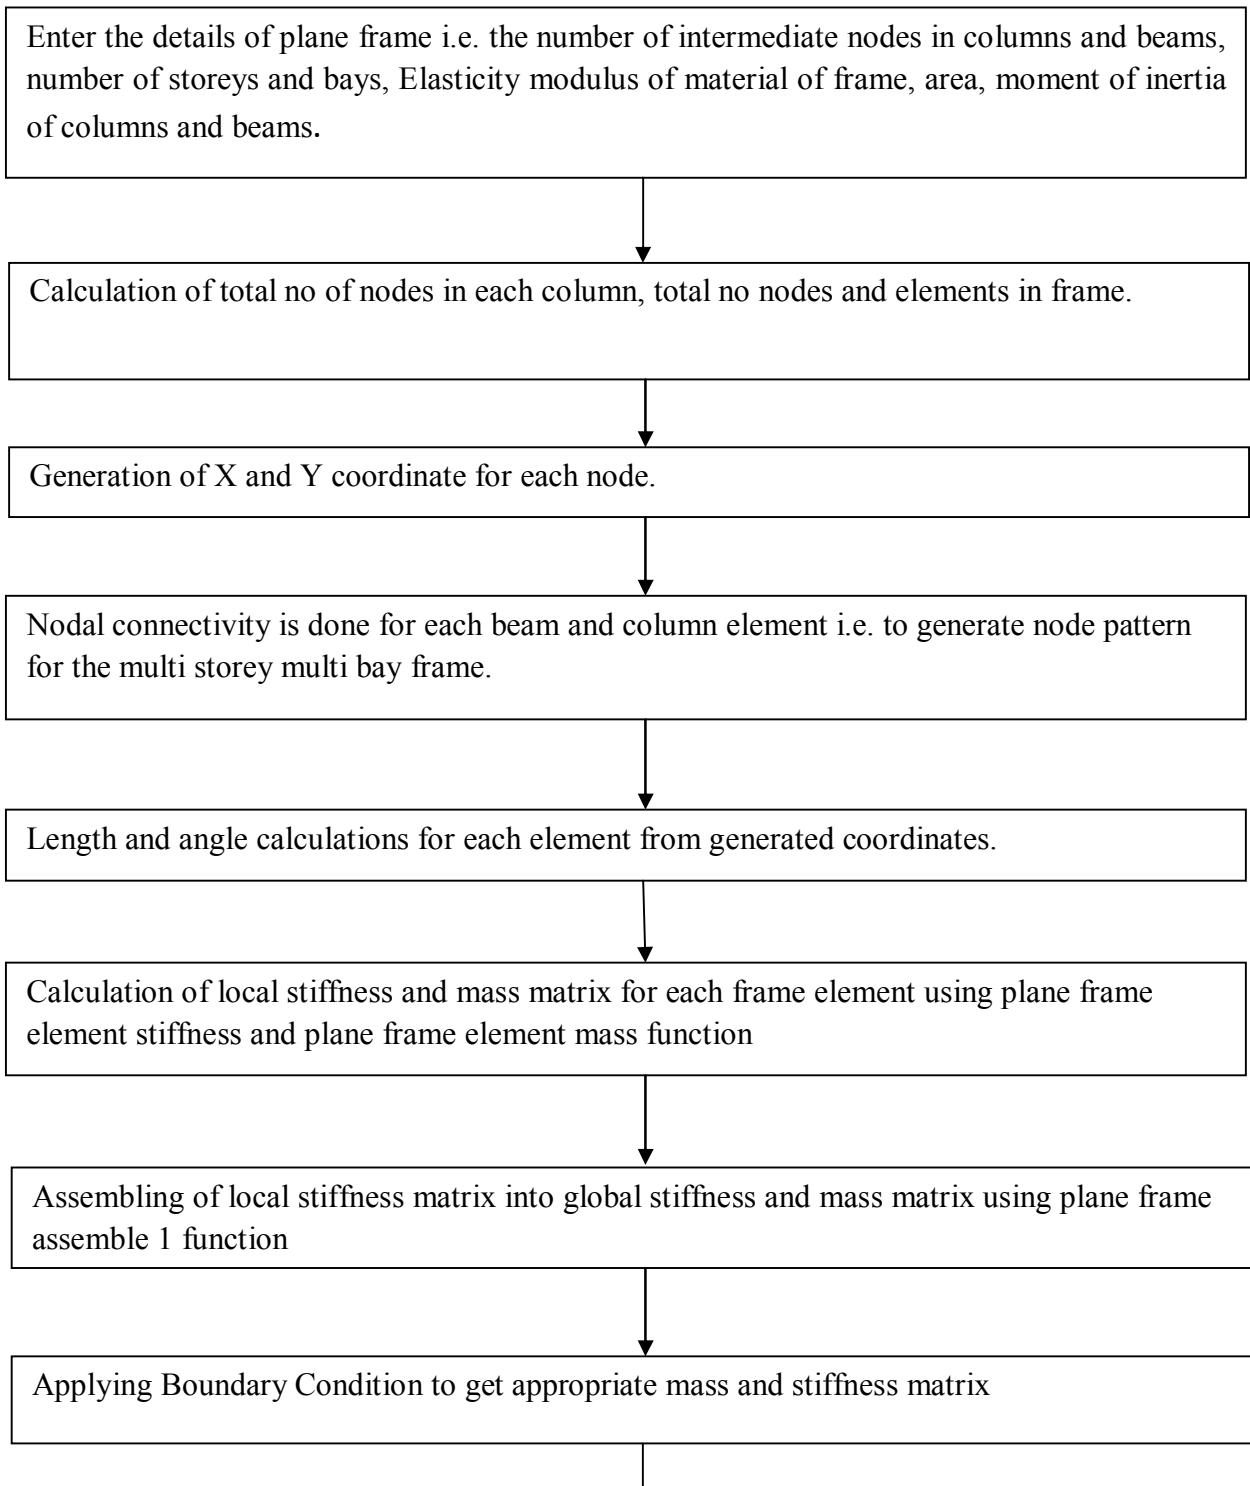 Enter the details of plane frame i.e. the number of intermediate nodes in columns and beams,
number of storeys and bays, Elasticity modulus of material of frame, area, moment of inertia
of columns and beams.
Calculation of total no of nodes in each column, total no nodes and elements in frame.
Generation of X and Y coordinate for each node.
Nodal connectivity is done for each beam and column element i.e. to generate node pattern
for the multi storey multi bay frame.
Length and angle calculations for each element from generated coordinates.
Calculation of local stiffness and mass matrix for each frame element using plane frame
element stiffness and plane frame element mass function
Assembling of local stiffness matrix into global stiffness and mass matrix using plane frame
assemble 1 function
Applying Boundary Condition to get appropriate mass and stiffness matrix